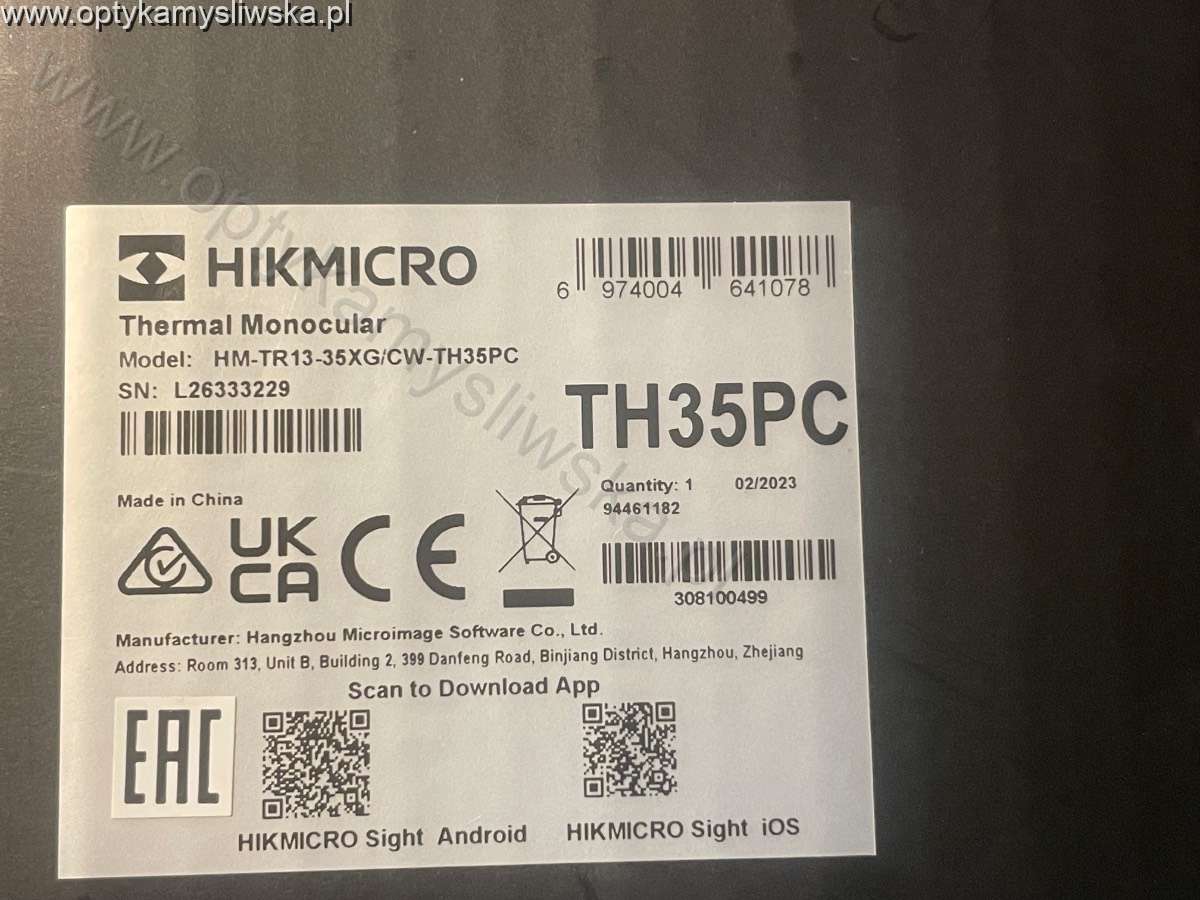 www.optykamysliwska.pl
www.optykamysliwska.pl
HIKMICRO
6 974004 641078
Thermal Monocular
Model: HM-TR13-35XG/CW-TH35PC
SN: L26333229
TH35PC
Quantity: 1 02/2023
94461182
Made in China
UK
CA
CE
308100499
Manufacturer: Hangzhou Microimage Software Co., Ltd.
Address: Room 313, Unit B, Building 2, 399 Danfeng Road, Binjiang District, Hangzhou, Zhejiang
Scan to Download App
EAC
HIKMICRO Sight Android
HIKMICRO Sight iOS